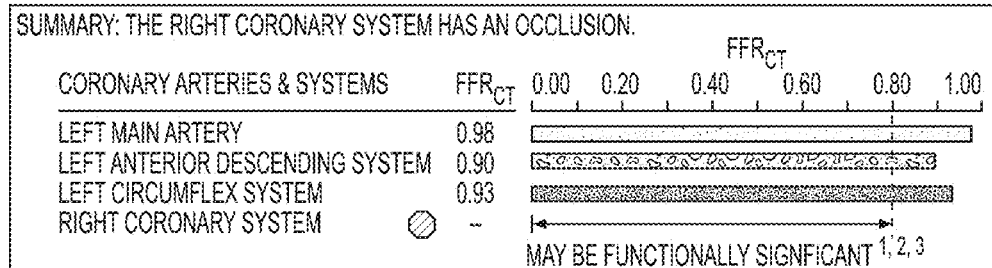 SUMMARY: THE RIGHT CORONARY SYSTEM HAS AN OCCLUSION.
FFRCT
CORONARY ARTERIES & SYSTEMS FFRCT 0.00 0.20 0.40 0.60 0.80 1.00
LEFT MAIN ARTERY 0.98
LEFT ANTERIOR DESCENDING SYSTEM 0.90
LEFT CIRCUMFLEX SYSTEM 0.93
RIGHT CORONARY SYSTEM --
MAY BE FUNCTIONALLY SIGNFICANT 1, 2, 3